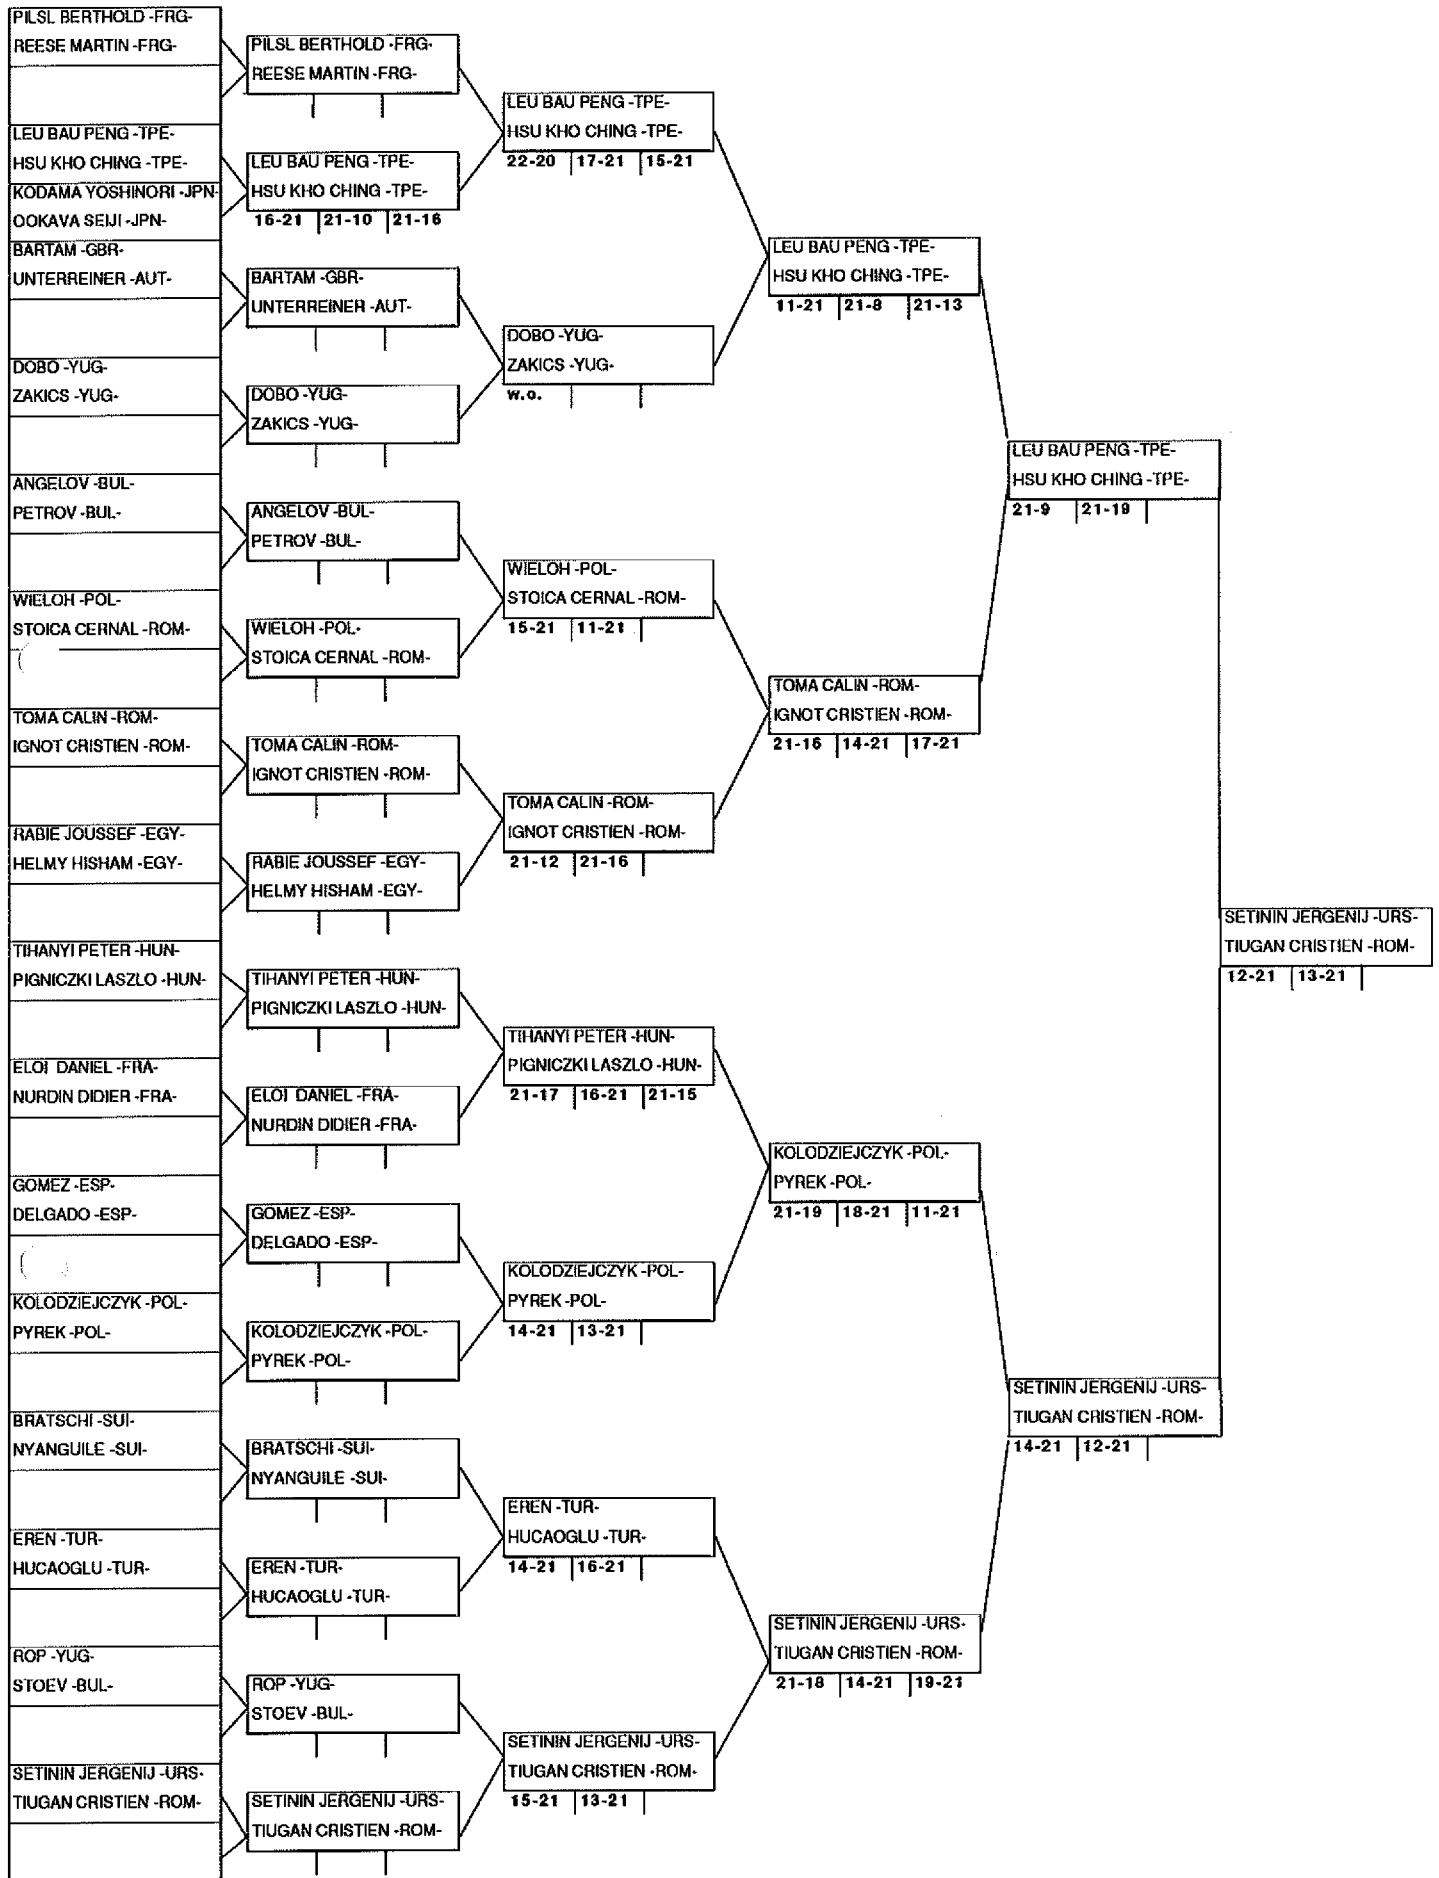 PILSL BERTHOLD -FRG-
REESE MARTIN -FRG-
LEU BAU PENG -TPE-
HSU KHO CHING -TPE-
KODAMA YOSHINORI -JPN-
OOKAVA SEIJI -JPN-
BARTAM -GBR-
UNTERREINER -AUT-
DOBO -YUG-
ZAKICS -YUG-
ANGELOV -BUL-
PETROV -BUL-
WIELOH -POL-
STOICA CERNAL -ROM-
TOMA CALIN -ROM-
IGNOT CRISTIEN -ROM-
RABIE JOUSSEF -EGY-
HELMY HISHAM -EGY-
TIHANYI PETER -HUN-
PIGNICZKI LASZLO -HUN-
ELOI DANIEL -FRA-
NURDIN DIDIER -FRA-
GOMEZ -ESP-
DELGADO -ESP-
KOLODZIEJCZYK -POL-
PYREK -POL-
BRATSCHI -SUI-
NYANGUILE -SUI-
EREN -TUR-
HUCAOGLU -TUR-
ROP -YUG-
STOEV -BUL-
SETININ JERGENIJ -URS-
TIUGAN CRISTIEN -ROM-
PILSL BERTHOLD -FRG-
REESE MARTIN -FRG-
LEU BAU PENG -TPE-
HSU KHO CHING -TPE-
16-21 21-10 21-16
BARTAM -GBR-
UNTERREINER -AUT-
DOBO -YUG-
ZAKICS -YUG-
ANGELOV -BUL-
PETROV -BUL-
WIELOH -POL-
STOICA CERNAL -ROM-
TOMA CALIN -ROM-
IGNOT CRISTIEN -ROM-
RABIE JOUSSEF -EGY-
HELMY HISHAM -EGY-
TIHANYI PETER -HUN-
PIGNICZKI LASZLO -HUN-
ELOI DANIEL -FRA-
NURDIN DIDIER -FRA-
GOMEZ -ESP-
DELGADO -ESP-
KOLODZIEJCZYK -POL-
PYREK -POL-
BRATSCHI -SUI-
NYANGUILE -SUI-
EREN -TUR-
HUCAOGLU -TUR-
ROP -YUG-
STOEV -BUL-
SETININ JERGENIJ -URS-
TIUGAN CRISTIEN -ROM-
LEU BAU PENG -TPE-
HSU KHO CHING -TPE-
22-20 17-21 15-21
DOBO -YUG-
ZAKICS -YUG-
w.o.
WIELOH -POL-
STOICA CERNAL -ROM-
15-21 11-21
TOMA CALIN -ROM-
IGNOT CRISTIEN -ROM-
21-12 21-16
TIHANYI PETER -HUN-
PIGNICZKI LASZLO -HUN-
21-17 16-21 21-15
KOLODZIEJCZYK -POL-
PYREK -POL-
14-21 13-21
EREN -TUR-
HUCAOGLU -TUR-
14-21 16-21
SETININ JERGENIJ -URS-
TIUGAN CRISTIEN -ROM-
15-21 13-21
LEU BAU PENG -TPE-
HSU KHO CHING -TPE-
11-21 21-8 21-13
TOMA CALIN -ROM-
IGNOT CRISTIEN -ROM-
21-16 14-21 17-21
KOLODZIEJCZYK -POL-
PYREK -POL-
21-19 18-21 11-21
SETININ JERGENIJ -URS-
TIUGAN CRISTIEN -ROM-
21-18 14-21 19-21
LEU BAU PENG -TPE-
HSU KHO CHING -TPE-
21-9 21-19
SETININ JERGENIJ -URS-
TIUGAN CRISTIEN -ROM-
14-21 12-21
SETININ JERGENIJ -URS-
TIUGAN CRISTIEN -ROM-
12-21 13-21